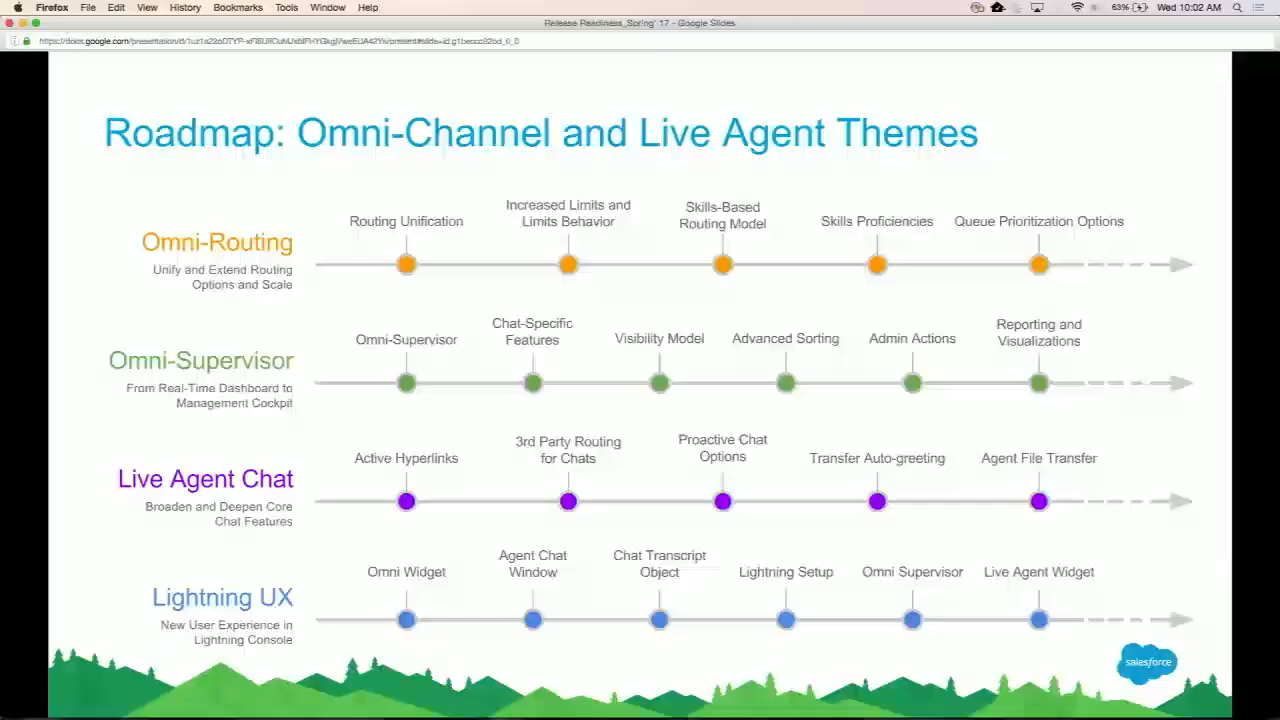 Firefox File Edit View History Bookmarks Tools Window Help 63% Wed 10:02 AM
Release Readiness_Spring' 17 - Google Slides
Roadmap: Omni-Channel and Live Agent Themes
Omni-Routing
Unify and Extend Routing
Options and Scale
Routing Unification
Increased Limits and
Limits Behavior
Skills-Based
Routing Model
Skills Proficiencies
Queue Prioritization Options
Omni-Supervisor
From Real-Time Dashboard to
Management Cockpit
Omni-Supervisor
Chat-Specific
Features
Visibility Model
Advanced Sorting
Admin Actions
Reporting and
Visualizations
Live Agent Chat
Broaden and Deepen Core
Chat Features
Active Hyperlinks
3rd Party Routing
for Chats
Proactive Chat
Options
Transfer Auto-greeting
Agent File Transfer
Lightning UX
New User Experience in
Lightning Console
Omni Widget
Agent Chat
Window
Chat Transcript
Object
Lightning Setup
Omni Supervisor
Live Agent Widget
salesforce